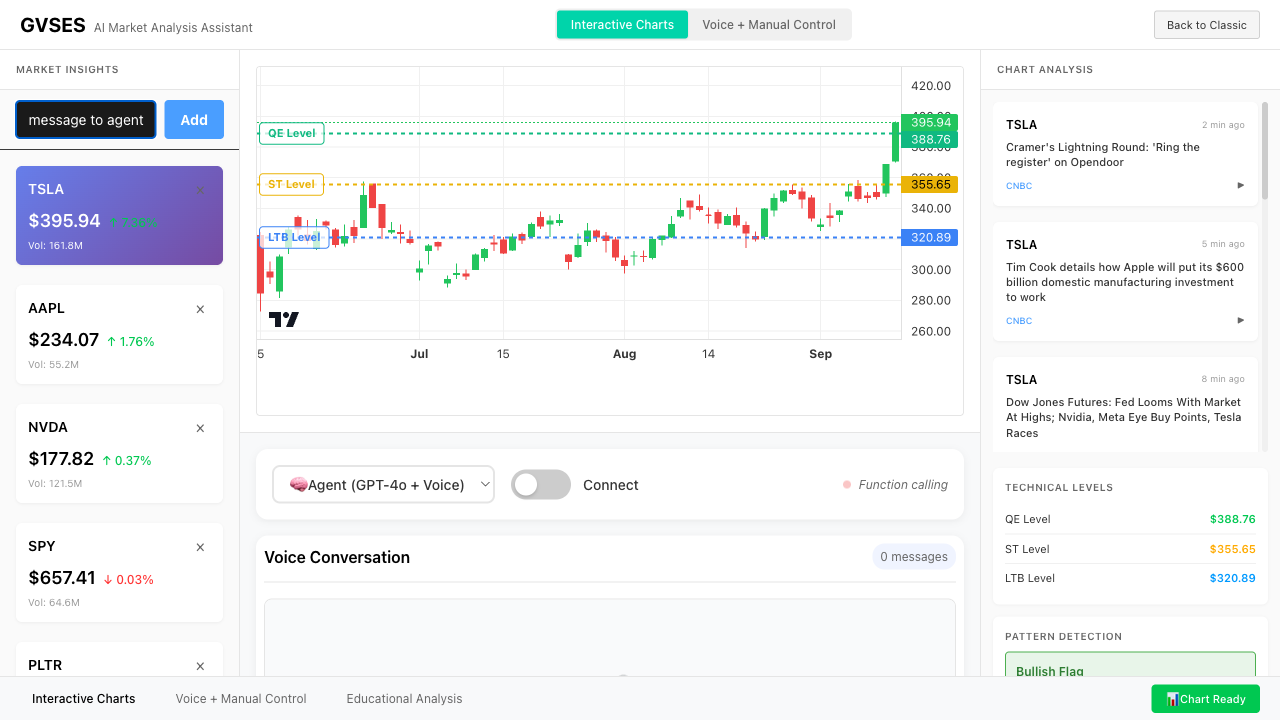 GVSES AI Market Analysis Assistant
Interactive Charts
Voice + Manual Control
Back to Classic
MARKET INSIGHTS
message to agent
Add
TSLA
$395.94 ↑ 7.36%
Vol: 161.8M
AAPL ×
$234.07 ↑ 1.76%
Vol: 55.2M
NVDA ×
$177.82 ↑ 0.37%
Vol: 121.5M
SPY ×
$657.41 ↓ 0.03%
Vol: 64.6M
PLTR ×
QE Level
ST Level
LTB Level
420.00
395.94
388.76
355.65
340.00
320.89
300.00
280.00
260.00
5
Jul
15
Aug
14
Sep
Agent (GPT-4o + Voice)
Connect
Function calling
Voice Conversation
0 messages
CHART ANALYSIS
TSLA
2 min ago
Cramer's Lightning Round: 'Ring the
register' on Opendoor
CNBC
TSLA
5 min ago
Tim Cook details how Apple will put its $600
billion domestic manufacturing investment
to work
CNBC
TSLA
8 min ago
Dow Jones Futures: Fed Looms With Market
At Highs; Nvidia, Meta Eye Buy Points, Tesla
Races
TECHNICAL LEVELS
QE Level $388.76
ST Level $355.65
LTB Level $320.89
PATTERN DETECTION
Bullish Flag
Interactive Charts
Voice + Manual Control
Educational Analysis
Chart Ready